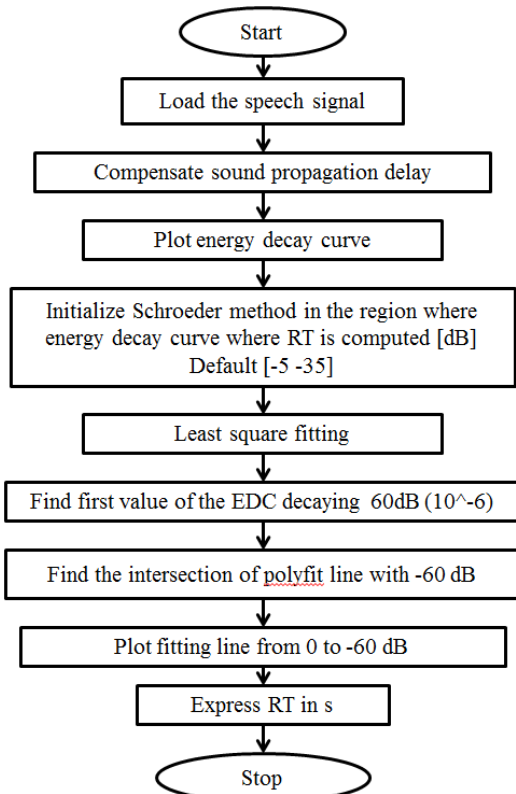 Start
Load the speech signal
Compensate sound propagation delay
Plot energy decay curve
Initialize Schroeder method in the region where
energy decay curve where RT is computed [dB]
Default [-5 -35]
Least square fitting
Find first value of the EDC decaying 60dB (10^-6)
Find the intersection of polyfit line with -60 dB
Plot fitting line from 0 to -60 dB
Express RT in s
Stop